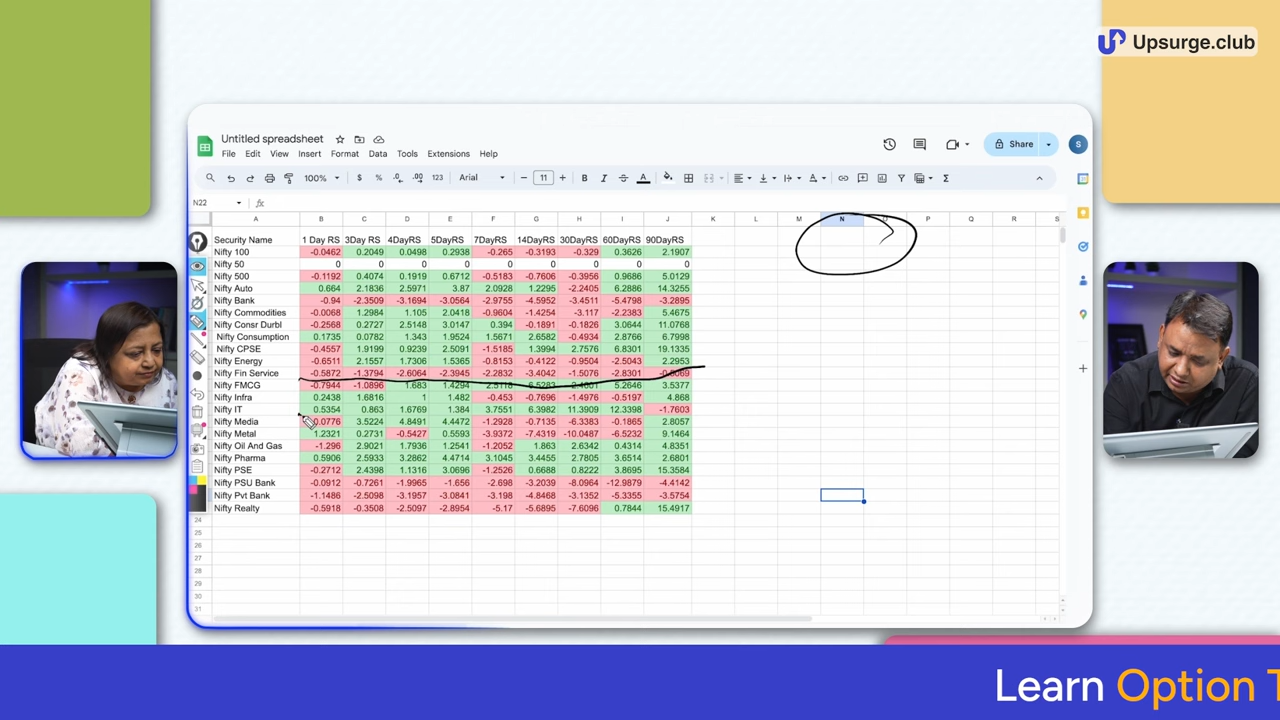 Upsurge.club
Untitled spreadsheet
File Edit View Insert Format Data Tools Extensions Help
Share S
100% $ % .0 .00 123 Arial 11 B I S A Σ
N22 fx
A B C D E F G H I J K L M N P Q R S
Security Name 1 Day RS 3Day RS 4DayRS 5DayRS 7DayRS 14DayRS 30DayRS 60DayRS 90DayRS
Nifty 100 -0.0462 0.2049 0.0498 0.2938 -0.265 -0.3193 -0.329 0.3626 2.1907
Nifty 50 0 0 0 0 0 0 0 0 0
Nifty 500 -0.1192 0.4074 0.1919 0.6712 -0.5183 -0.7606 -0.3956 0.9686 5.0129
Nifty Auto 0.664 2.1836 2.5971 3.87 2.0928 1.2295 -2.2405 6.2886 14.3255
Nifty Bank -0.94 -2.3509 -3.1694 -3.0564 -2.9755 -4.5952 -3.4511 -5.4798 -3.2895
Nifty Commodities -0.0068 1.2984 1.105 2.0418 -0.9604 -1.4254 -3.117 -2.2383 5.4675
Nifty Consr Durbl -0.2568 0.2727 2.5148 3.0147 0.394 -0.1891 -0.1826 3.0644 11.0768
Nifty Consumption 0.1735 0.0782 1.343 1.9524 1.5671 2.6582 -0.4934 2.8766 6.7998
Nifty CPSE -0.4557 1.9199 0.9239 2.5091 -1.5185 1.3994 2.7576 6.8301 19.1335
Nifty Energy -0.6511 2.1557 1.7306 1.5365 -0.8153 -0.4122 -0.9504 -2.5043 2.2953
Nifty Fin Service -0.5872 -1.3794 -2.6064 -2.3945 -2.2832 -3.4042 -1.5076 -2.8301
Nifty FMCG -0.7944 -1.0896 1.683 1.4294 5.2646 3.5377
Nifty Infra 0.2438 1.6816 1 1.482 -0.453 -0.7696 -1.4976 -0.5197 4.868
Nifty IT 0.5354 0.863 1.6769 1.384 3.7551 6.3982 11.3909 12.3398 -1.7603
Nifty Media 0.0776 3.5224 4.8491 4.4472 -1.2928 -0.7135 -6.3383 -0.1865 2.8057
Nifty Metal 1.2321 0.2731 -0.5427 0.5593 -3.9372 -7.4319 -10.0487 -6.5232 9.1464
Nifty Oil And Gas -1.296 2.9021 1.7936 1.2541 -1.2052 1.863 2.6342 0.4314 4.8351
Nifty Pharma 0.5906 2.5933 3.2862 4.4714 3.1045 3.4455 2.7805 3.6514 2.6801
Nifty PSE -0.2712 2.4398 1.1316 3.0696 -1.2526 0.6688 0.8222 3.8695 15.3584
Nifty PSU Bank -0.0912 -0.7261 -1.9965 -1.656 -2.698 -3.2039 -8.0964 -12.9879 -4.4142
Nifty Pvt Bank -1.1486 -2.5098 -3.1957 -3.0841 -3.198 -4.8468 -3.1352 -5.3355 -3.5754
Nifty Realty -0.5918 -0.3508 -2.5097 -2.8954 -5.17 -5.6895 -7.6096 0.7844 15.4917
24
25
26
27
28
29
30
31
Learn Option T